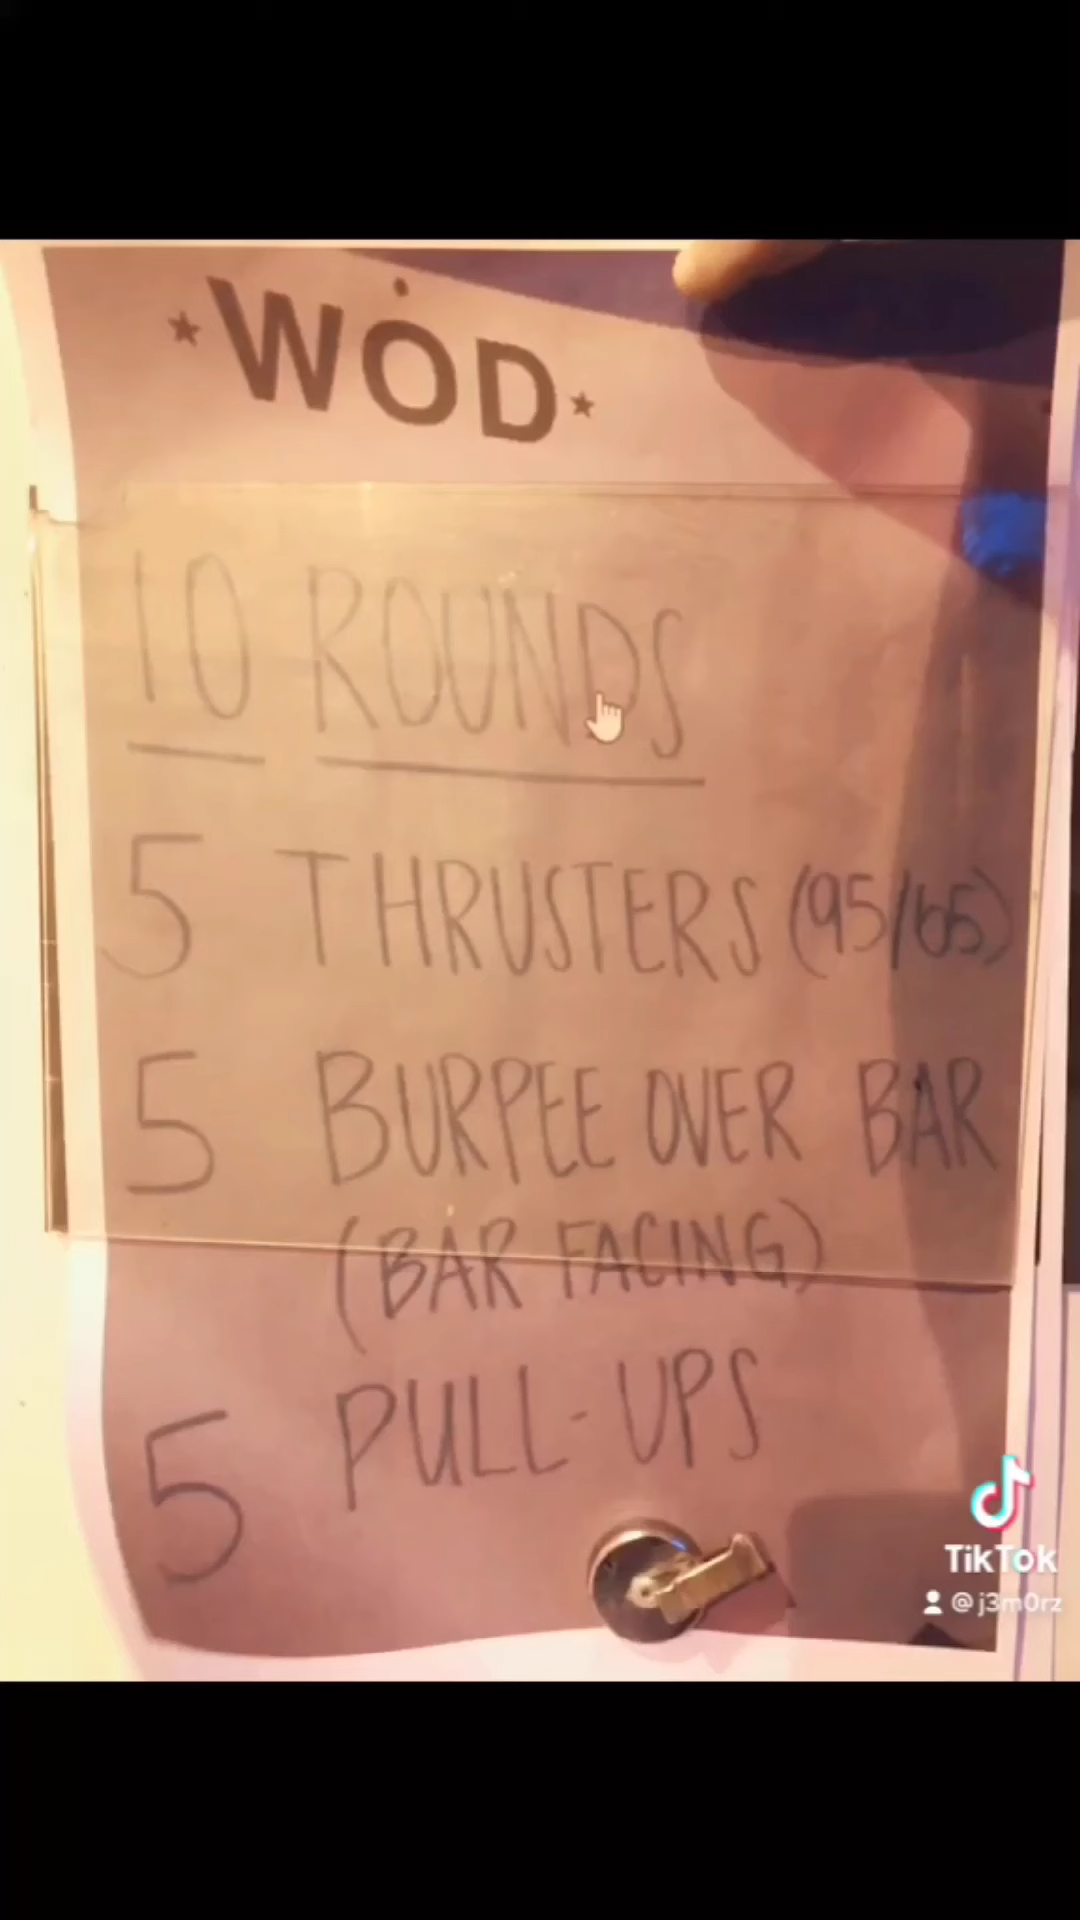 ★WOD★
10 ROUNDS
5 THRUSTERS (95/65)
5 BURPEE OVER BAR
(BAR FACING)
5 PULL-UPS
TikTok
@j3m0rz